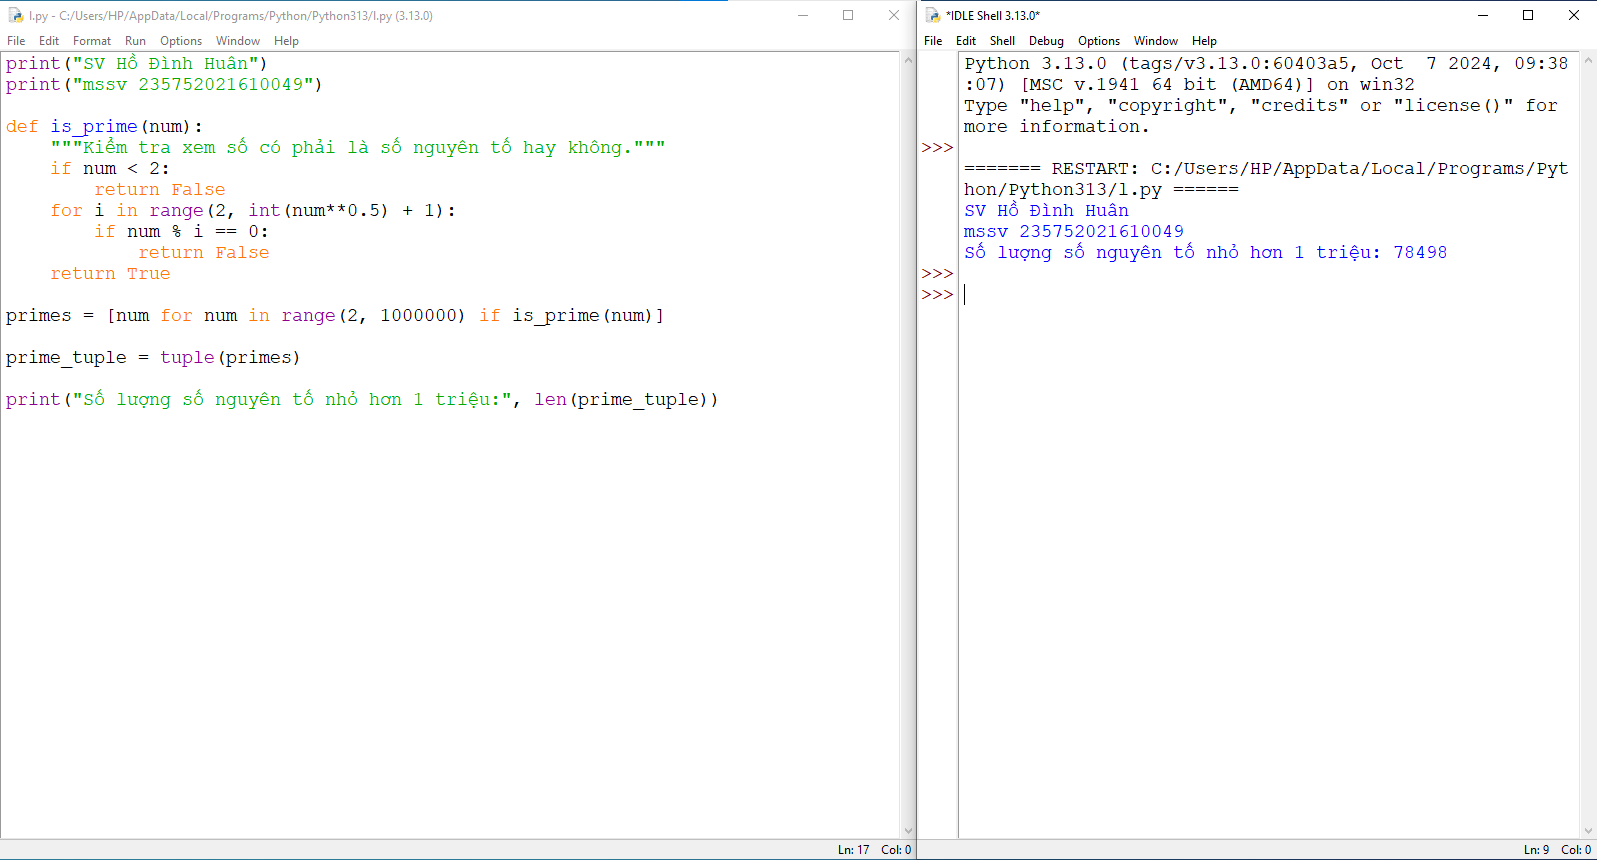 l.py - C:/Users/HP/AppData/Local/Programs/Python/Python313/l.py (3.13.0)
File Edit Format Run Options Window Help
print("SV Hồ Đình Huân")
print("mssv 235752021610049")
def is_prime(num):
    """Kiểm tra xem số có phải là số nguyên tố hay không."""
    if num < 2:
        return False
    for i in range(2, int(num**0.5) + 1):
        if num % i == 0:
            return False
    return True
primes = [num for num in range(2, 1000000) if is_prime(num)]
prime_tuple = tuple(primes)
print("Số lượng số nguyên tố nhỏ hơn 1 triệu:", len(prime_tuple))
Ln: 17 Col: 0
*IDLE Shell 3.13.0*
File Edit Shell Debug Options Window Help
Python 3.13.0 (tags/v3.13.0:60403a5, Oct  7 2024, 09:38
:07) [MSC v.1941 64 bit (AMD64)] on win32
Type "help", "copyright", "credits" or "license()" for
more information.
>>>
======= RESTART: C:/Users/HP/AppData/Local/Programs/Pyt
hon/Python313/l.py ======
SV Hồ Đình Huân
mssv 235752021610049
Số lượng số nguyên tố nhỏ hơn 1 triệu: 78498
>>>
>>>
Ln: 9 Col: 0